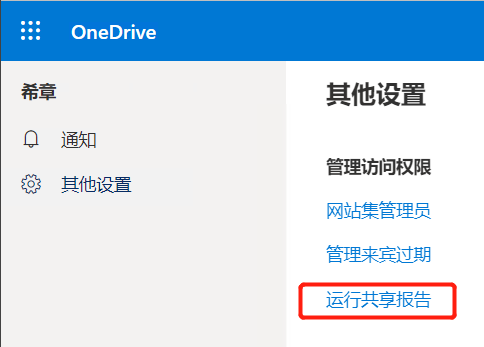 OneDrive
希章
通知
其他设置
其他设置
管理访问权限
网站集管理员
管理来宾过期
运行共享报告